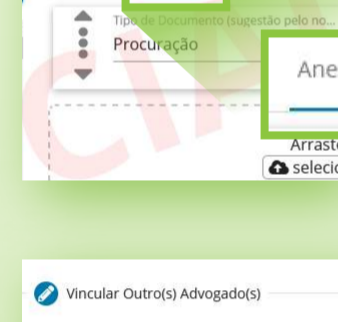 Tipo de Documento (sugestão pelo no...
Procuração
Ane
Arrast
selecio
Vincular Outro(s) Advogado(s)